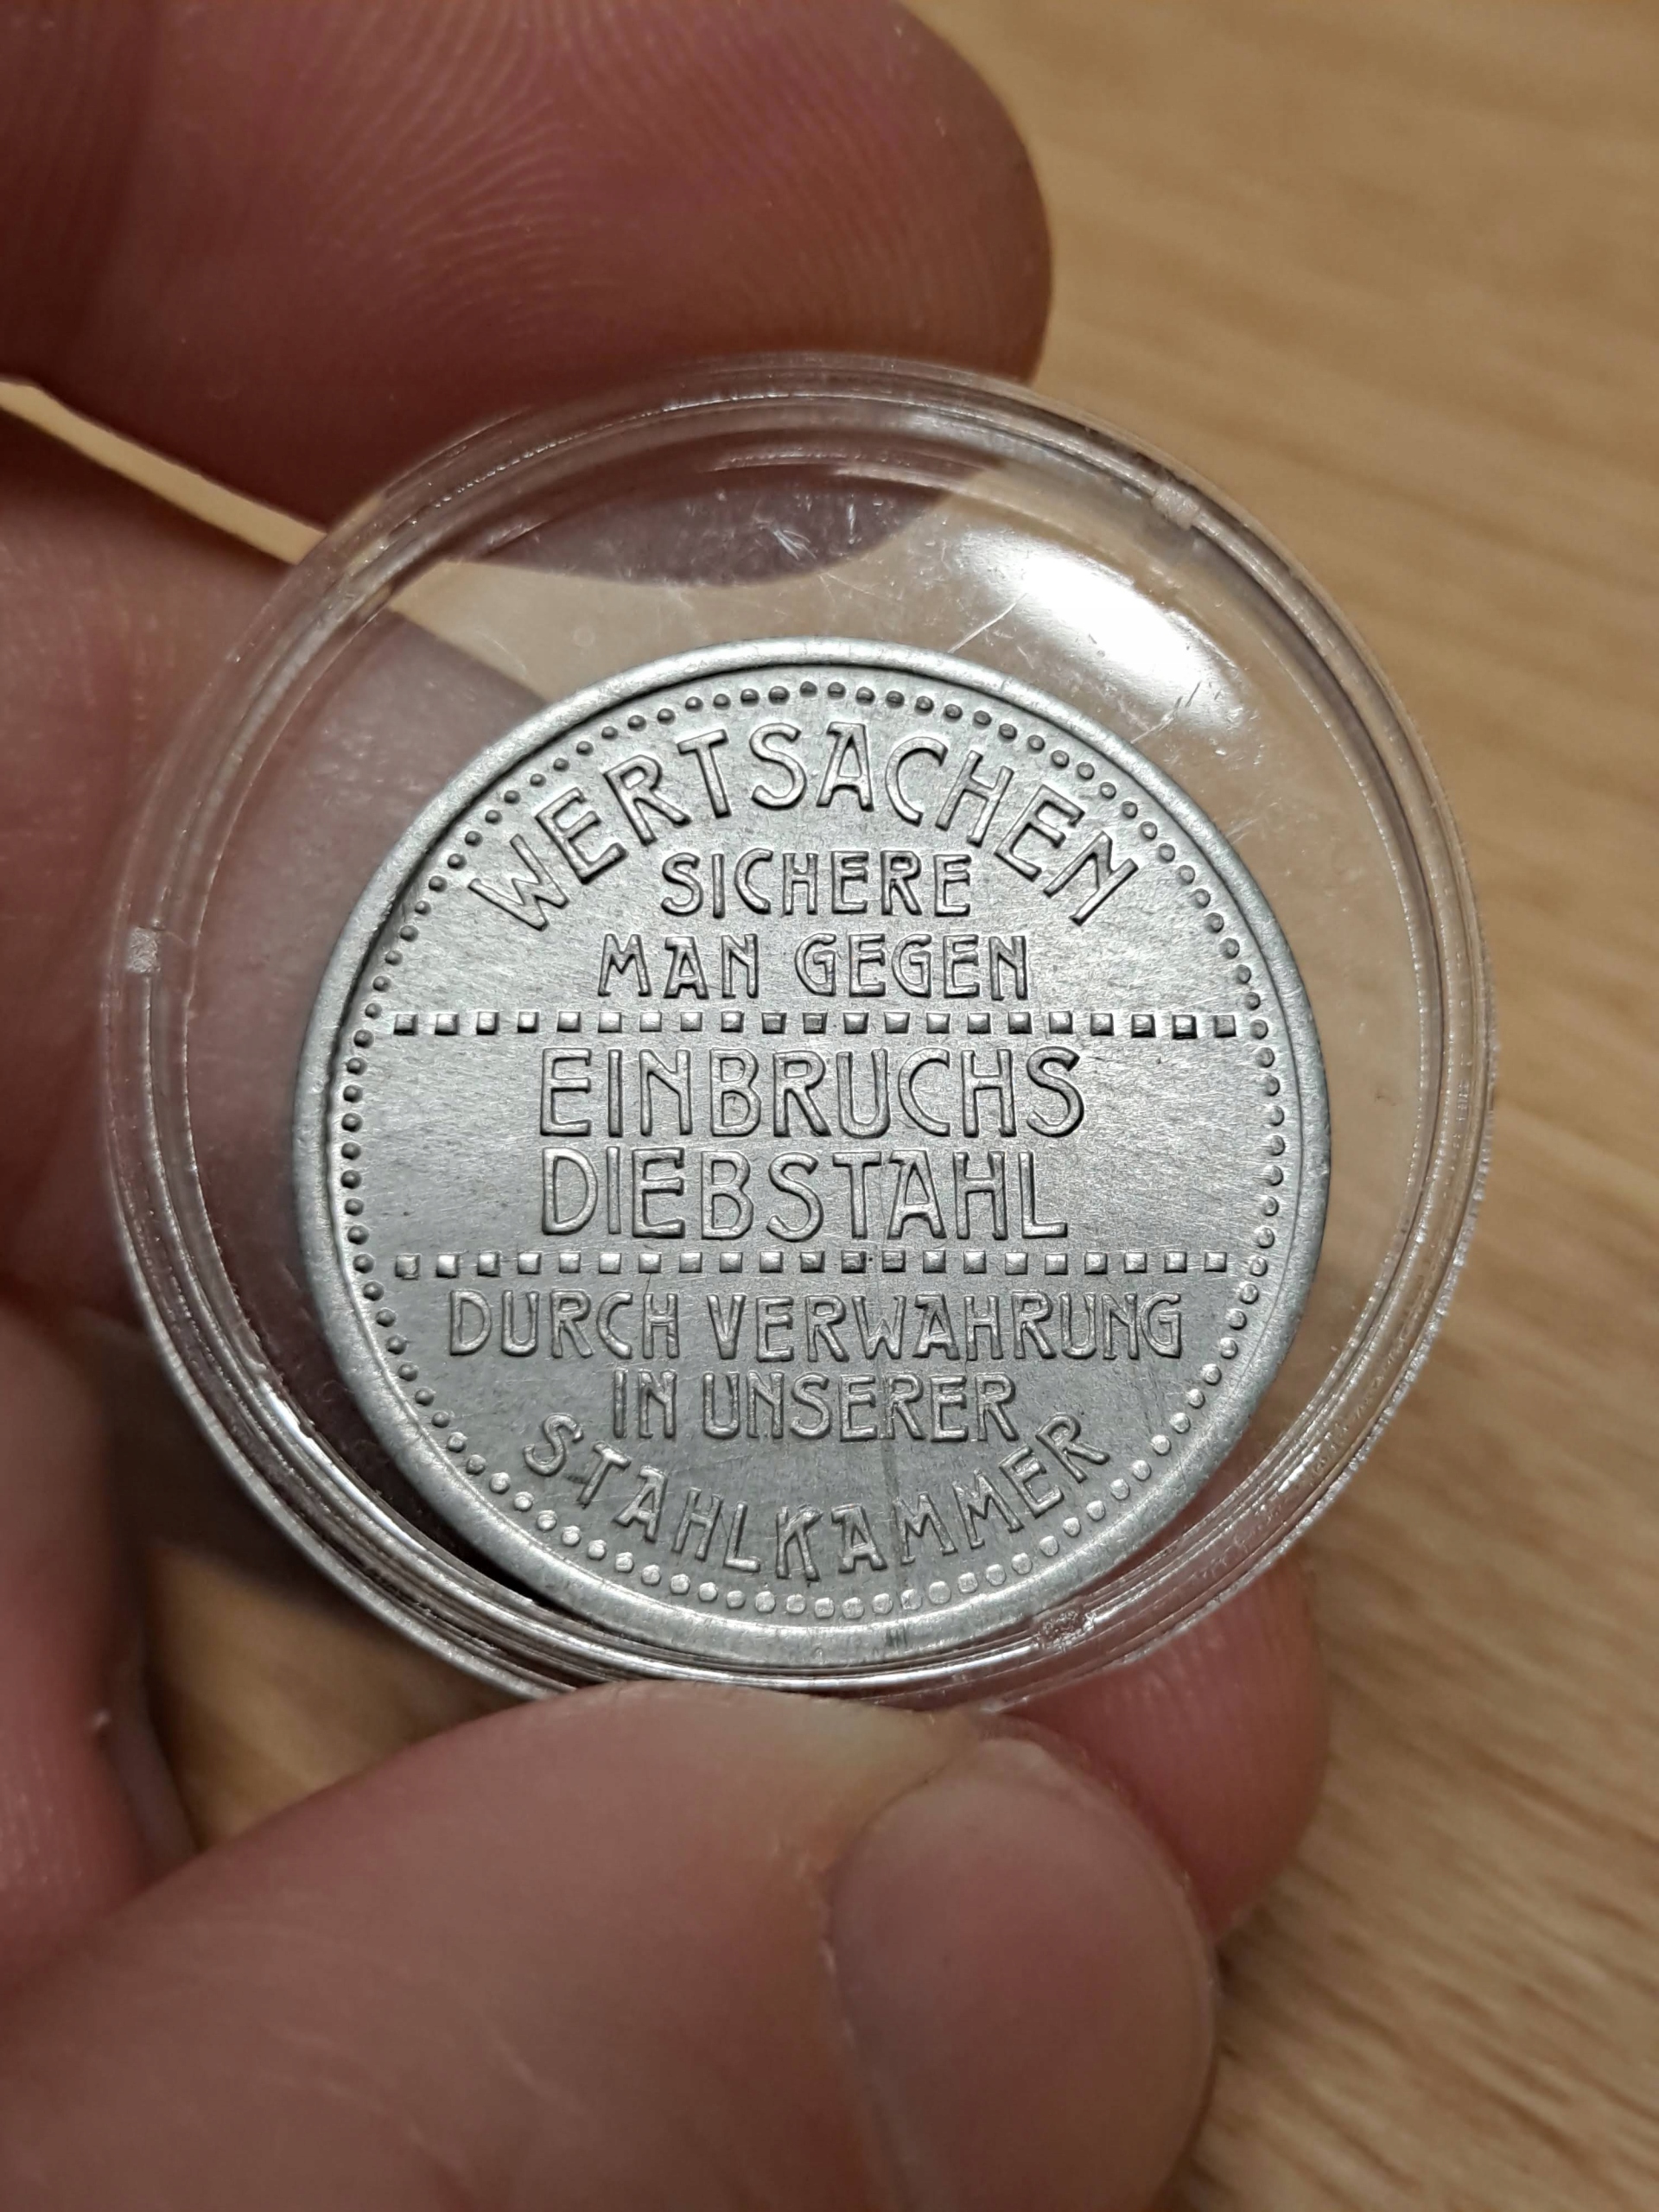 WERTSACHEN
SICHERE
MAN GEGEN
EINBRUCHS
DIEBSTAHL
DURCH VERWAHRUNG
IN UNSERER
STAHLKAMMER